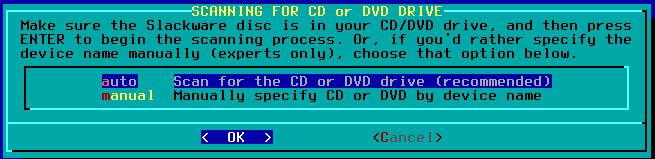 SCANNING FOR CD or DVD DRIVE
Make sure the Slackware disc is in your CD/DVD drive, and then press
ENTER to begin the scanning process. Or, if you'd rather specify the
device name manually (experts only), choose that option below.
auto Scan for the CD or DVD drive (recommended)
manual Manually specify CD or DVD by device name
< OK > <Cancel>